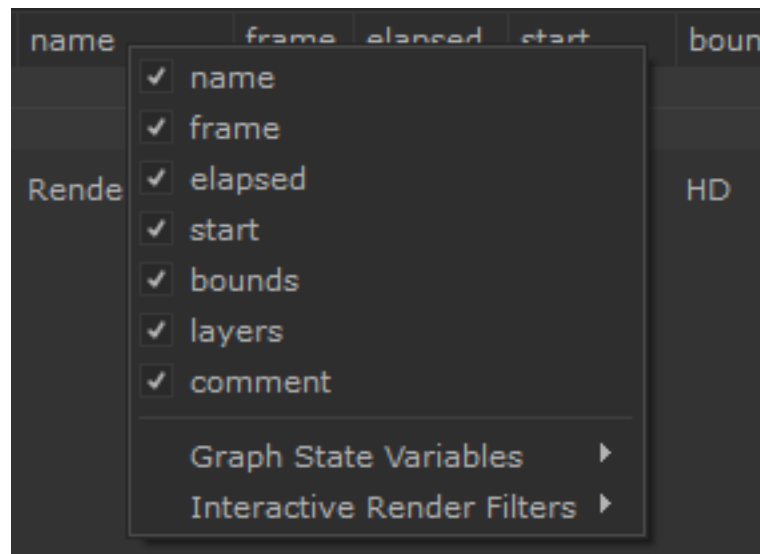 name frame elapsed start boun
name
frame
Rende elapsed HD
start
bounds
layers
comment
Graph State Variables
Interactive Render Filters